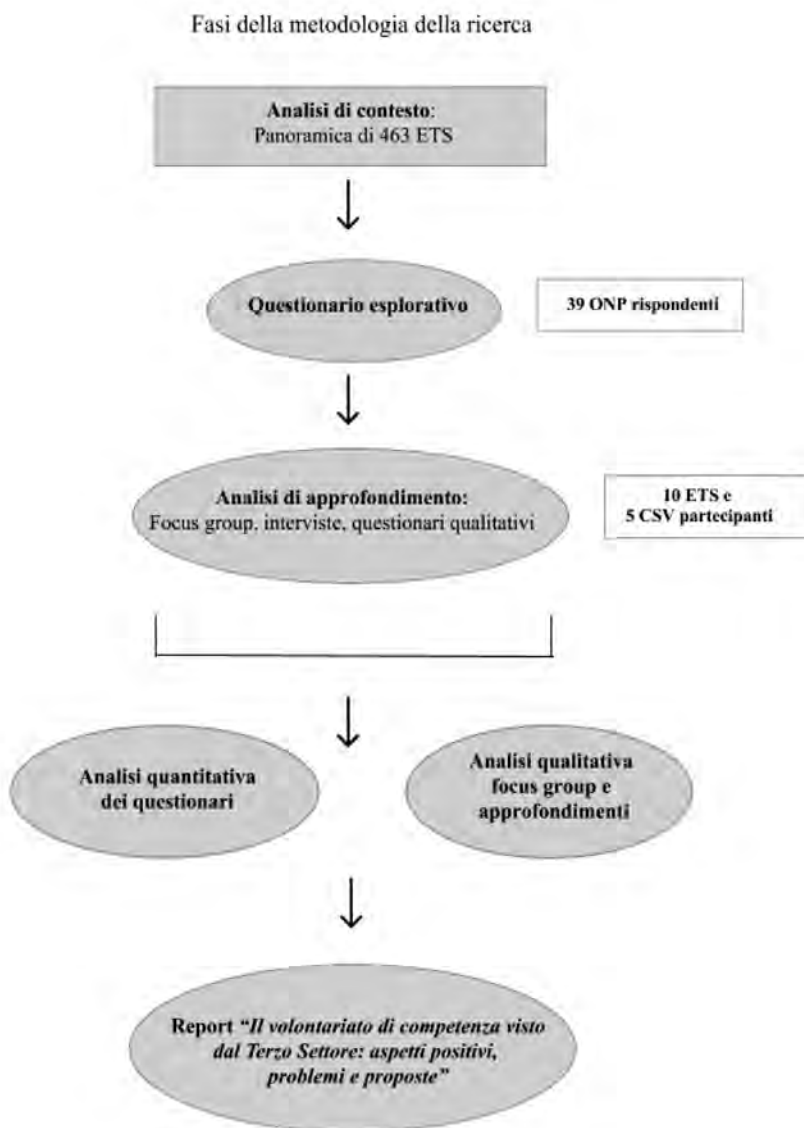 Fasi della metodologia della ricerca
Analisi di contesto:
Panoramica di 463 ETS
Questionario esplorativo
39 ONP rispondenti
Analisi di approfondimento:
Focus group, interviste, questionari qualitativi
10 ETS e
5 CSV partecipanti
Analisi quantitativa
dei questionari
Analisi qualitativa
focus group e
approfondimenti
Report “Il volontariato di competenza visto
dal Terzo Settore: aspetti positivi,
problemi e proposte”